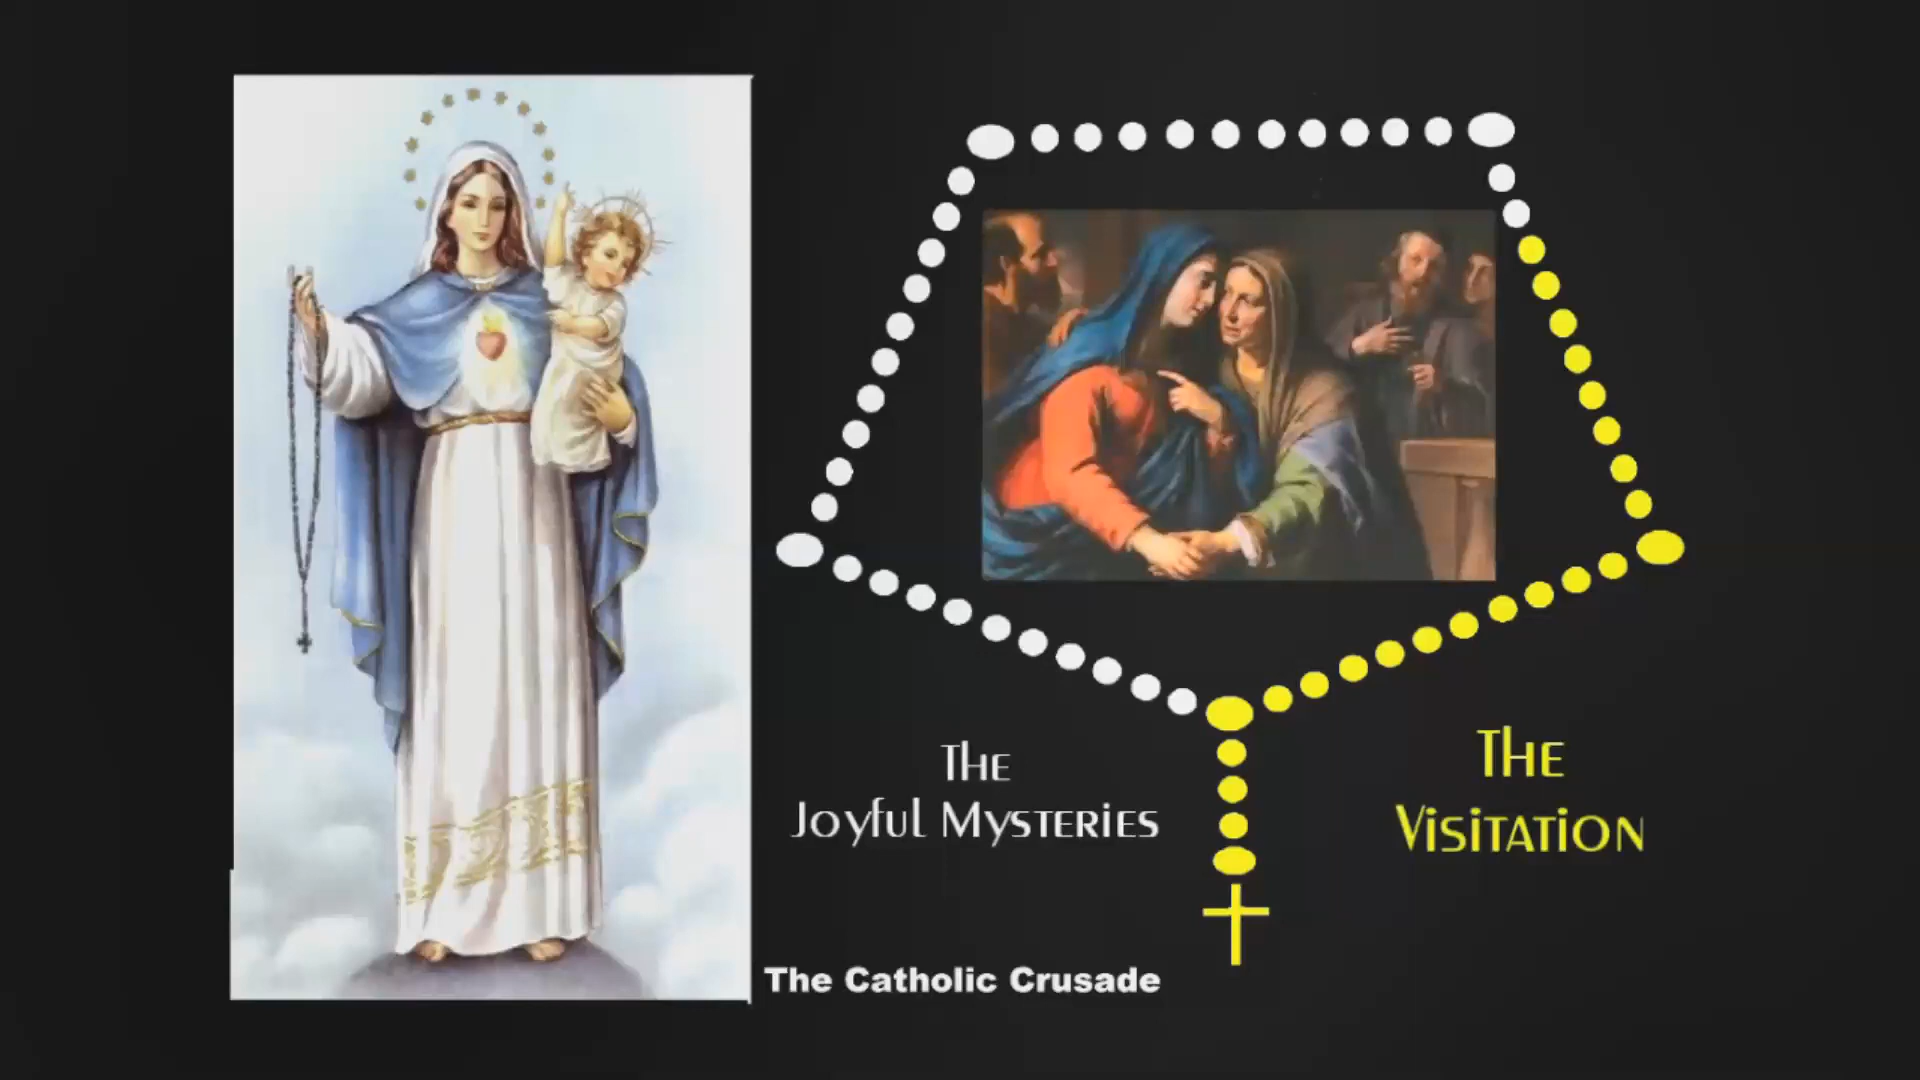 The
Joyful Mysteries
The
Visitation
The Catholic Crusade